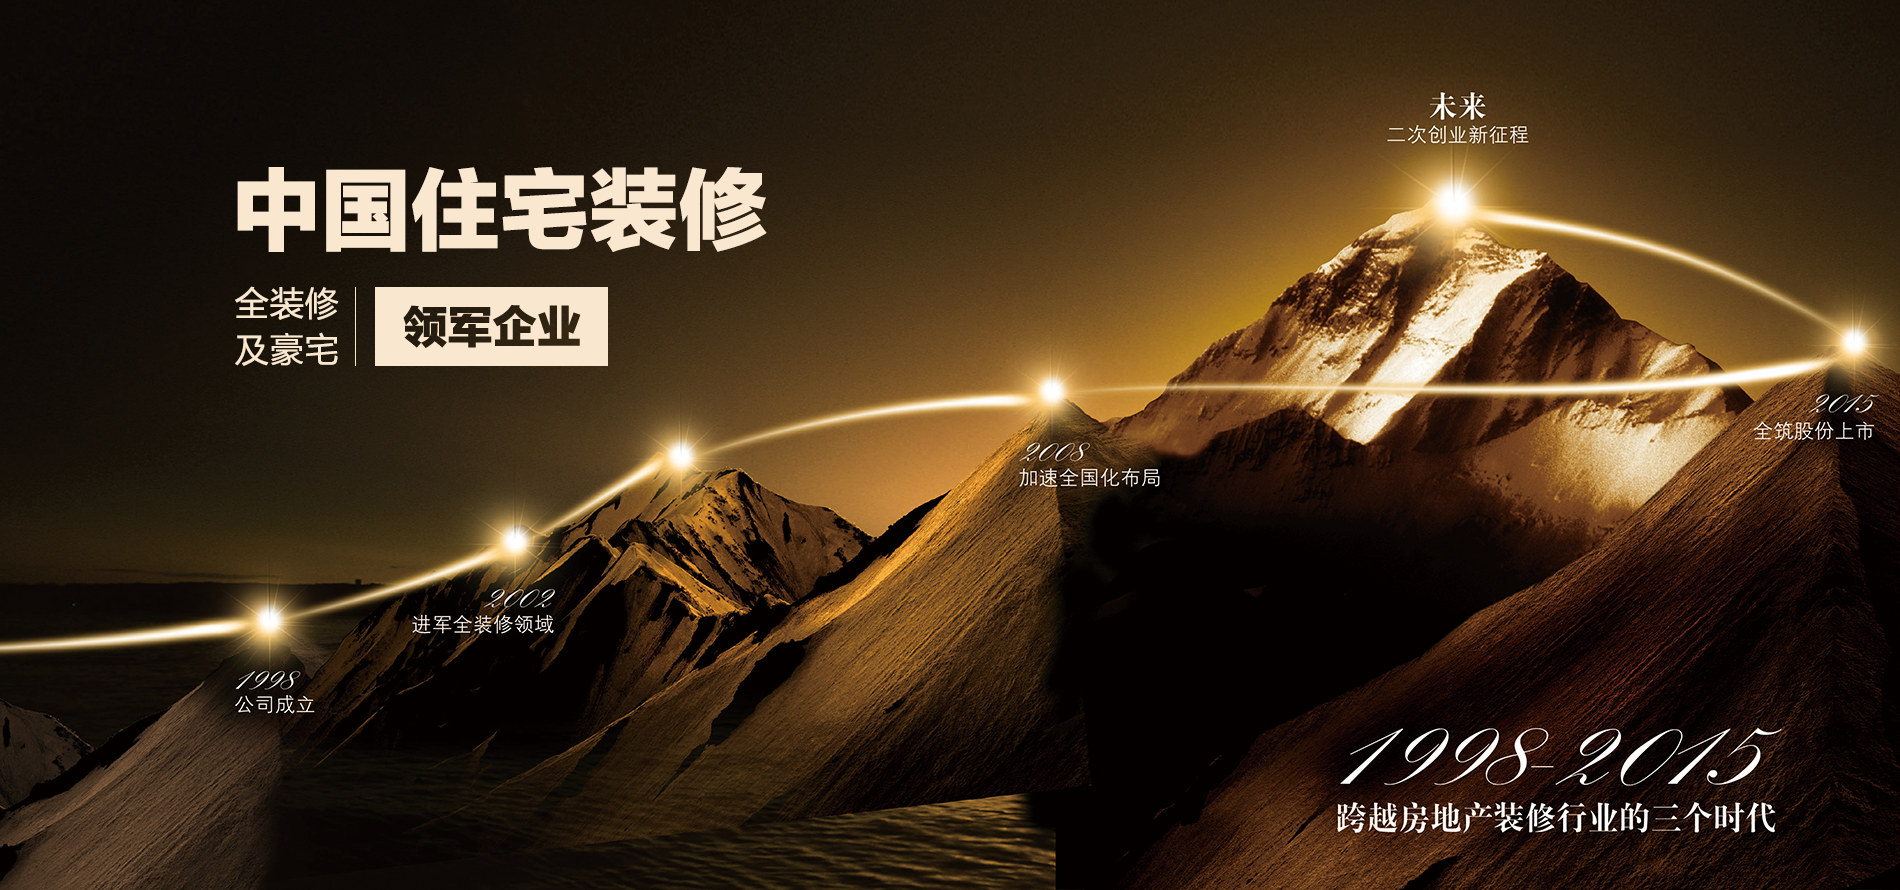 中国住宅装修
全装修
及豪宅
领军企业
未来
二次创业新征程
2015
全筑股份上市
2008
加速全国化布局
2002
进军全装修领域
1998
公司成立
1998-2015
跨越房地产装修行业的三个时代